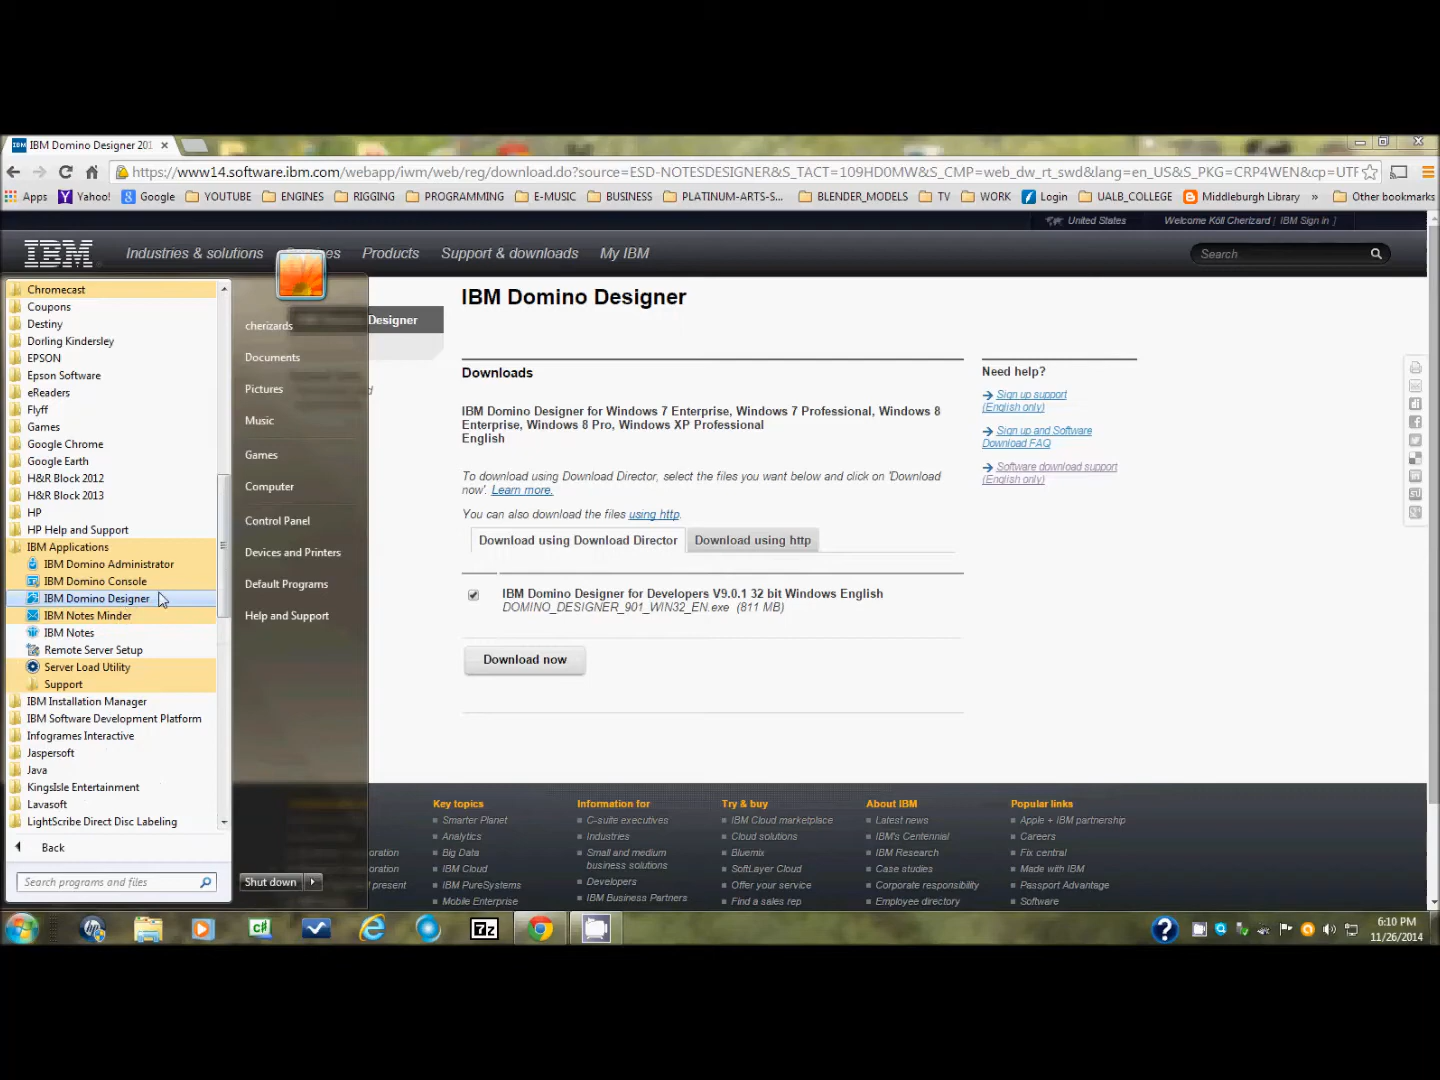 IBM Domino Designer 201
https://www14.software.ibm.com/webapp/iwm/web/reg/download.do?source=ESD-NOTESDESIGNER&S_TACT=109HD0MW&S_CMP=web_dw_rt_swd&lang=en_US&S_PKG=CRP4WEN&cp=UTF
Apps Yahoo! Google YOUTUBE ENGINES RIGGING E-MUSIC BUSINESS PLATINUM-ARTS-S... BLENDER_MODELS TV WORK Login UALB_COLLEGE Middleburgh Library » Other bookmarks
United States Welcome Köll Cherizard [ IBM Sign in ]
IBM Industries & solutions es Products Support & downloads My IBM Search
Chromecast
Coupons
Destiny
Dorling Kindersley
EPSON
Epson Software
eReaders
Flyff
Games
Google Chrome
Google Earth
H&R Block 2012
H&R Block 2013
HP
HP Help and Support
IBM Applications
IBM Domino Administrator
IBM Domino Console
IBM Domino Designer
IBM Notes Minder
IBM Notes
Remote Server Setup
Server Load Utility
Support
IBM Installation Manager
IBM Software Development Platform
Infogrames Interactive
Jaspersoft
Java
KingsIsle Entertainment
Lavasoft
LightScribe Direct Disc Labeling
Back
Search programs and files
cherizards
Documents
Pictures
Music
Games
Computer
Control Panel
Devices and Printers
Default Programs
Help and Support
Shut down
Designer
IBM Domino Designer
Downloads
IBM Domino Designer for Windows 7 Enterprise, Windows 7 Professional, Windows 8
Enterprise, Windows 8 Pro, Windows XP Professional
English
To download using Download Director, select the files you want below and click on 'Download
now'. Learn more.
You can also download the files using http.
Download using Download Director Download using http
IBM Domino Designer for Developers V9.0.1 32 bit Windows English
DOMINO_DESIGNER_901_WIN32_EN.exe (811 MB)
Download now
Need help?
Sign up support
(English only)
Sign up and Software
Download FAQ
Software download support
(English only)
oration
oration
present
Key topics
Smarter Planet
Analytics
Big Data
IBM Cloud
IBM PureSystems
Mobile Enterprise
Information for
C-suite executives
Industries
Small and medium
business solutions
Developers
IBM Business Partners
Try & buy
IBM Cloud marketplace
Cloud solutions
Bluemix
SoftLayer Cloud
Offer your service
Find a sales rep
About IBM
Latest news
IBM's Centennial
IBM Research
Case studies
Corporate responsibility
Employee directory
Popular links
Apple + IBM partnership
Careers
Fix central
Made with IBM
Passport Advantage
Software
hp
C#
7z
6:10 PM
11/26/2014